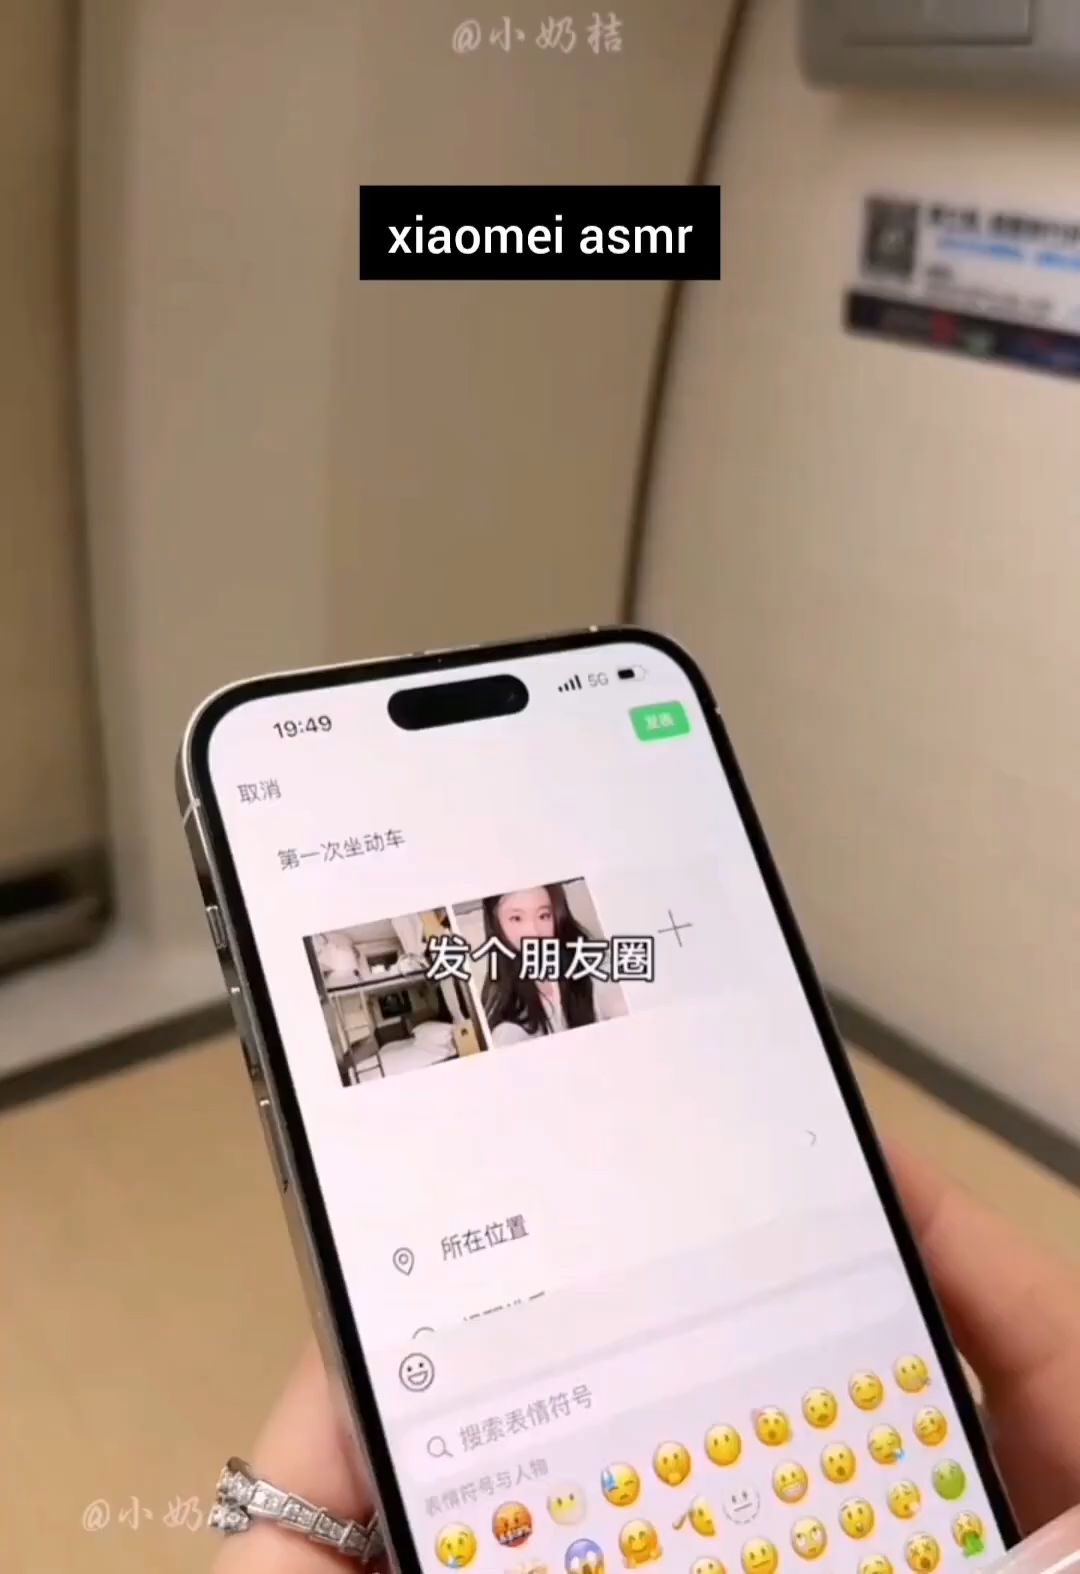 @小奶桔
xiaomei asmr
19:49
5G
发表
取消
第一次坐动车
发个朋友圈
所在位置
搜索表情符号
表情符号与人物
@小奶